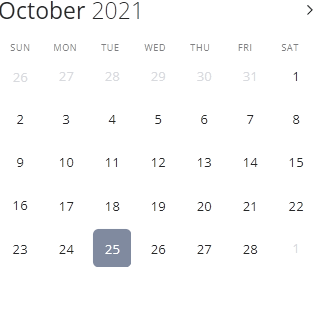 October 2021
SUN MON TUE WED THU FRI SAT
26 27 28 29 30 31 1
2 3 4 5 6 7 8
9 10 11 12 13 14 15
16 17 18 19 20 21 22
23 24 25 26 27 28 1